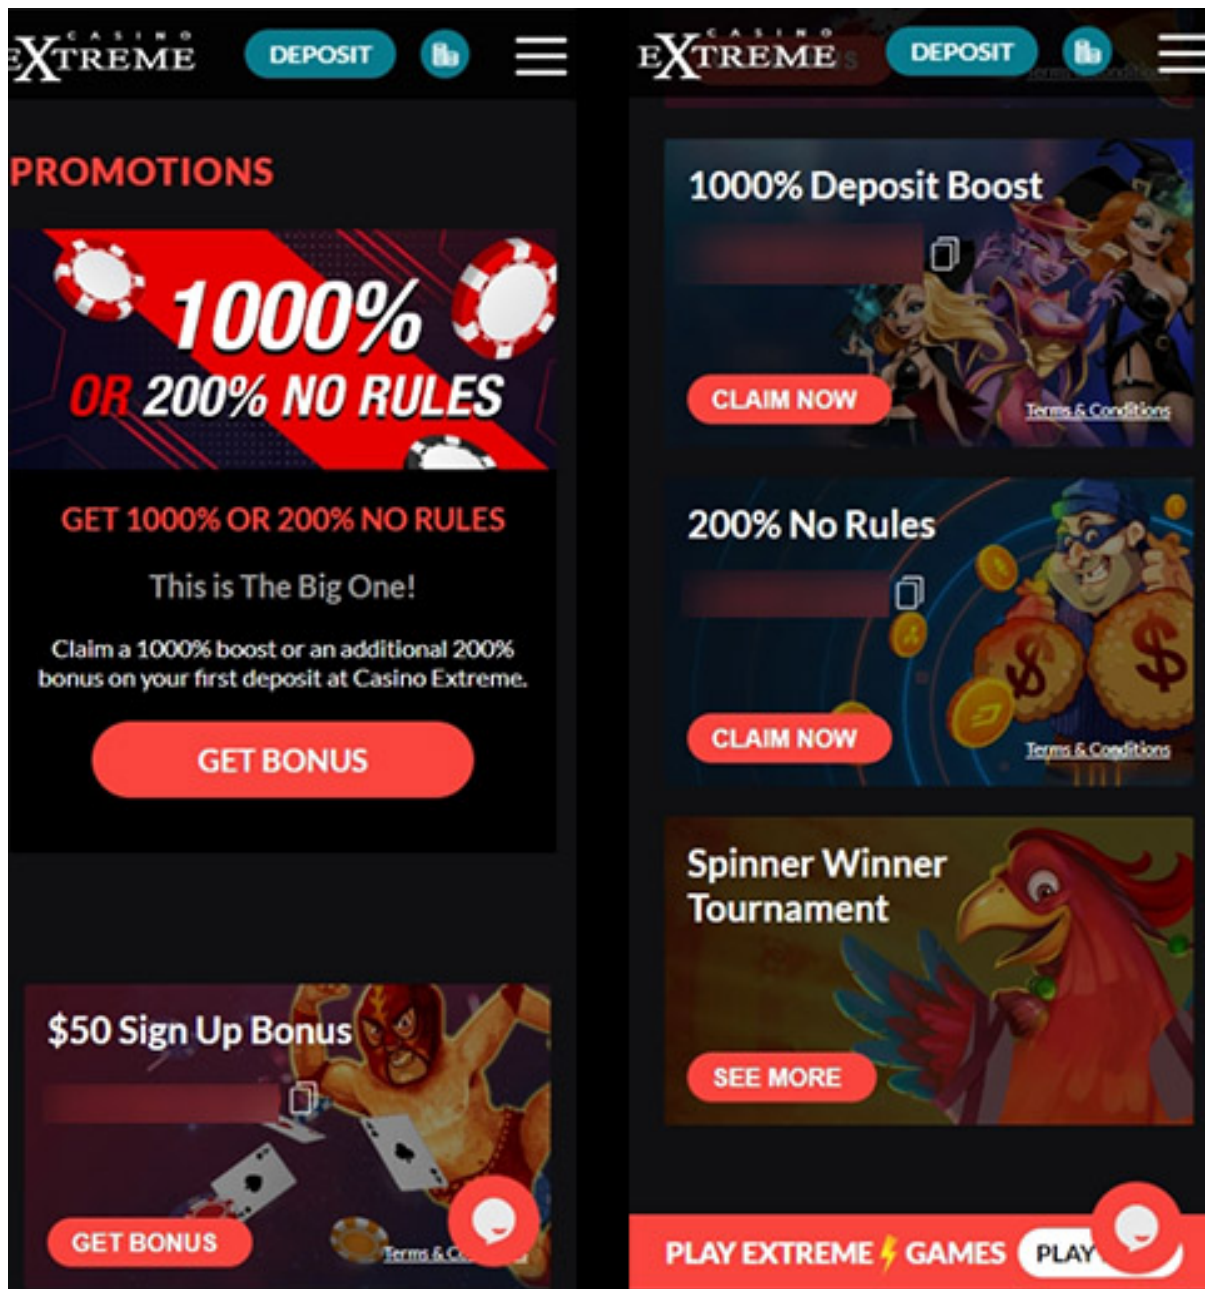 CASINO
EXTREME
DEPOSIT
PROMOTIONS
1000%
OR 200% NO RULES
GET 1000% OR 200% NO RULES
This is The Big One!
Claim a 1000% boost or an additional 200%
bonus on your first deposit at Casino Extreme.
GET BONUS
$50 Sign Up Bonus
GET BONUS
Terms &
CASINO
EXTREME
DEPOSIT
Terms & Conditions
1000% Deposit Boost
CLAIM NOW
Terms & Conditions
200% No Rules
CLAIM NOW
Terms & Conditions
Spinner Winner
Tournament
SEE MORE
PLAY EXTREME GAMES
PLAY